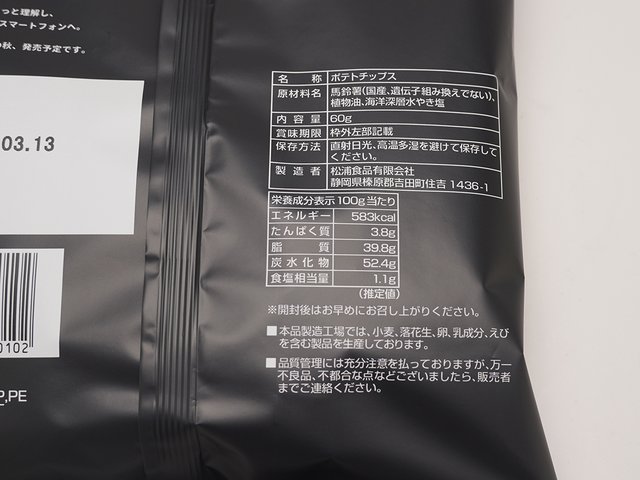 っと理解し、
スマートフォンへ。
の秋、発売予定です。
03.13
0102
P,PE
名 称 ポテトチップス
原材料名 馬鈴薯(国産、遺伝子組み換えでない)、
植物油、海洋深層水やき塩
内 容 量 60g
賞味期限 枠外左部記載
保存方法 直射日光、高温多湿を避けて保存して
ください。
製 造 者 松浦食品有限会社
静岡県榛原郡吉田町住吉 1436-1
栄養成分表示 100g当たり
エネルギー 583kcal
たんぱく質 3.8g
脂 質 39.8g
炭水化物 52.4g
食塩相当量 1.1g
(推定値)
※開封後はお早めにお召し上がりください。
■本品製造工場では、小麦、落花生、卵、乳成分、えび
を含む製品を生産しております。
■品質管理には充分注意を払っておりますが、万一
不良品、不都合な点などございましたら、販売者
までご連絡ください。